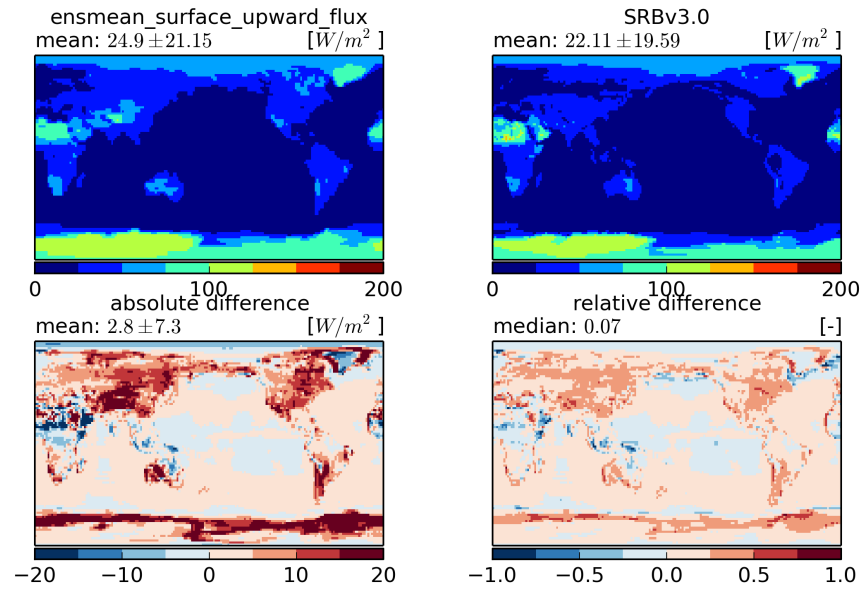 ensmean_surface_upward_flux
mean: 24.9 ±21.15 [W/m² ]
0 100 200
SRBv3.0
mean: 22.11 ±19.59 [W/m² ]
0 100 200
absolute difference
mean: 2.8 ±7.3 [W/m² ]
−20 −10 0 10 20
relative difference
median: 0.07 [-]
−1.0 −0.5 0.0 0.5 1.0